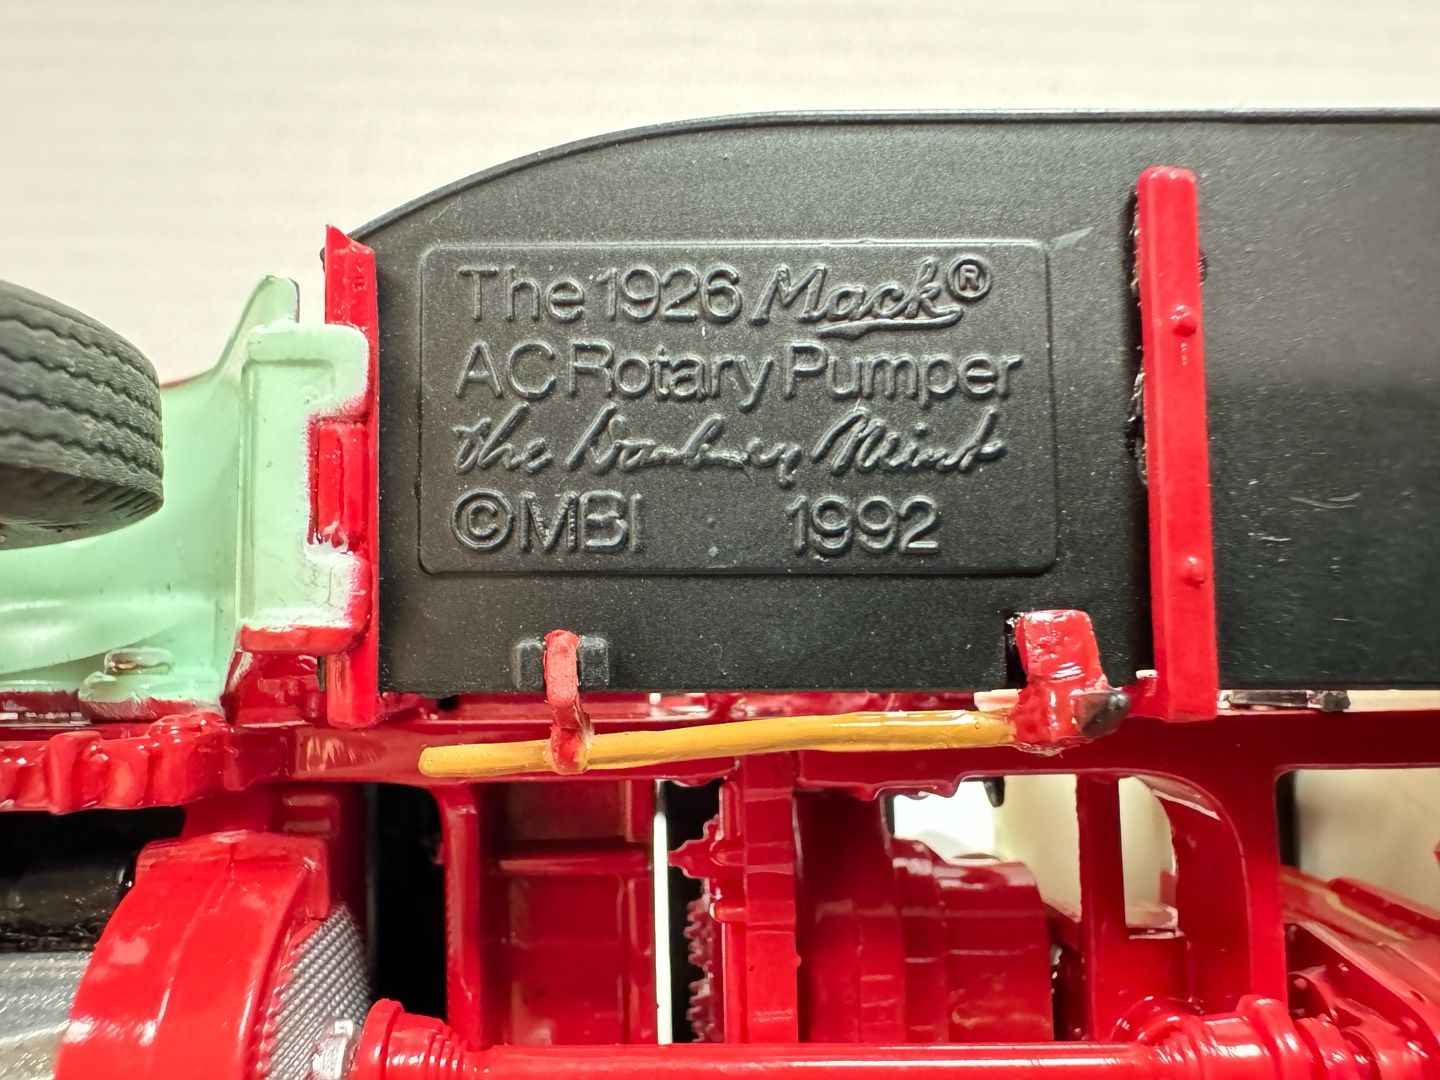 The 1926 Mack®
AC Rotary Pumper
the Danbury Mint
©MBI 1992